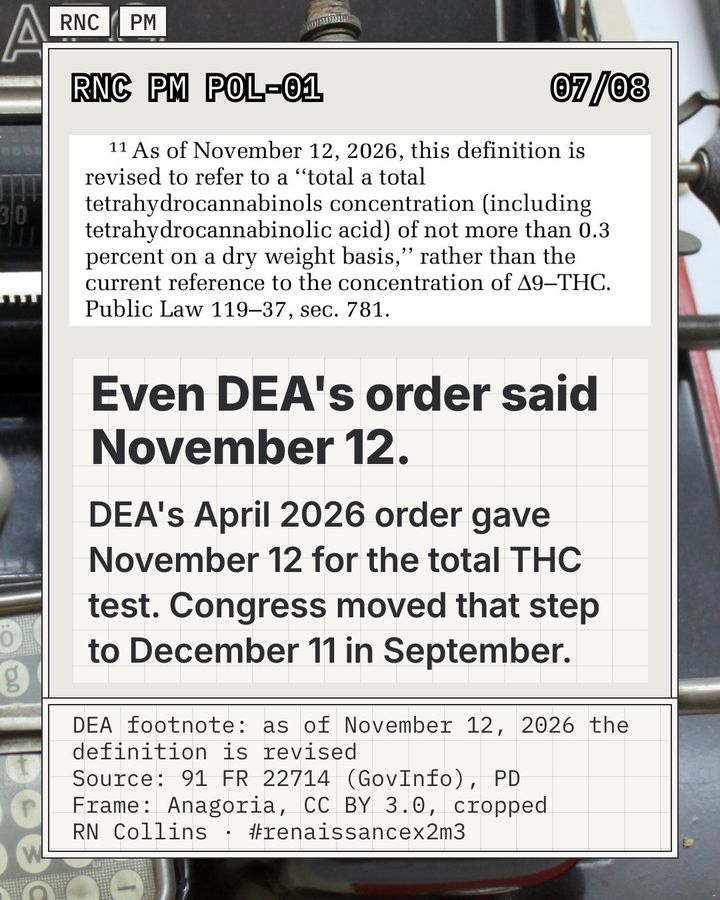 RNC PM
RNC PM POL-01 07/08
¹¹ As of November 12, 2026, this definition is
revised to refer to a ‘‘total a total
tetrahydrocannabinols concentration (including
tetrahydrocannabinolic acid) of not more than 0.3
percent on a dry weight basis,’’ rather than the
current reference to the concentration of Δ9–THC.
Public Law 119–37, sec. 781.
Even DEA's order said
November 12.
DEA's April 2026 order gave
November 12 for the total THC
test. Congress moved that step
to December 11 in September.
DEA footnote: as of November 12, 2026 the
definition is revised
Source: 91 FR 22714 (GovInfo), PD
Frame: Anagoria, CC BY 3.0, cropped
RN Collins · #renaissancex2m3